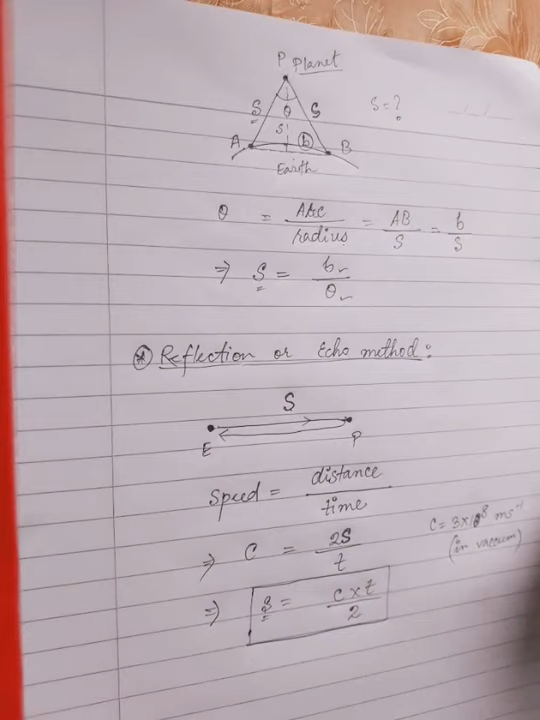 P Planet
S θ S S = ?
S
A b B
Earth
θ = Arc/radius = AB/S = b/S
⇒ S = b/θ
* Reflection or Echo method:
S
E P
Speed = distance/time
C = 3×10⁸ ms⁻¹
(in vaccum)
⇒ C = 2S/t
⇒ S = c×t/2